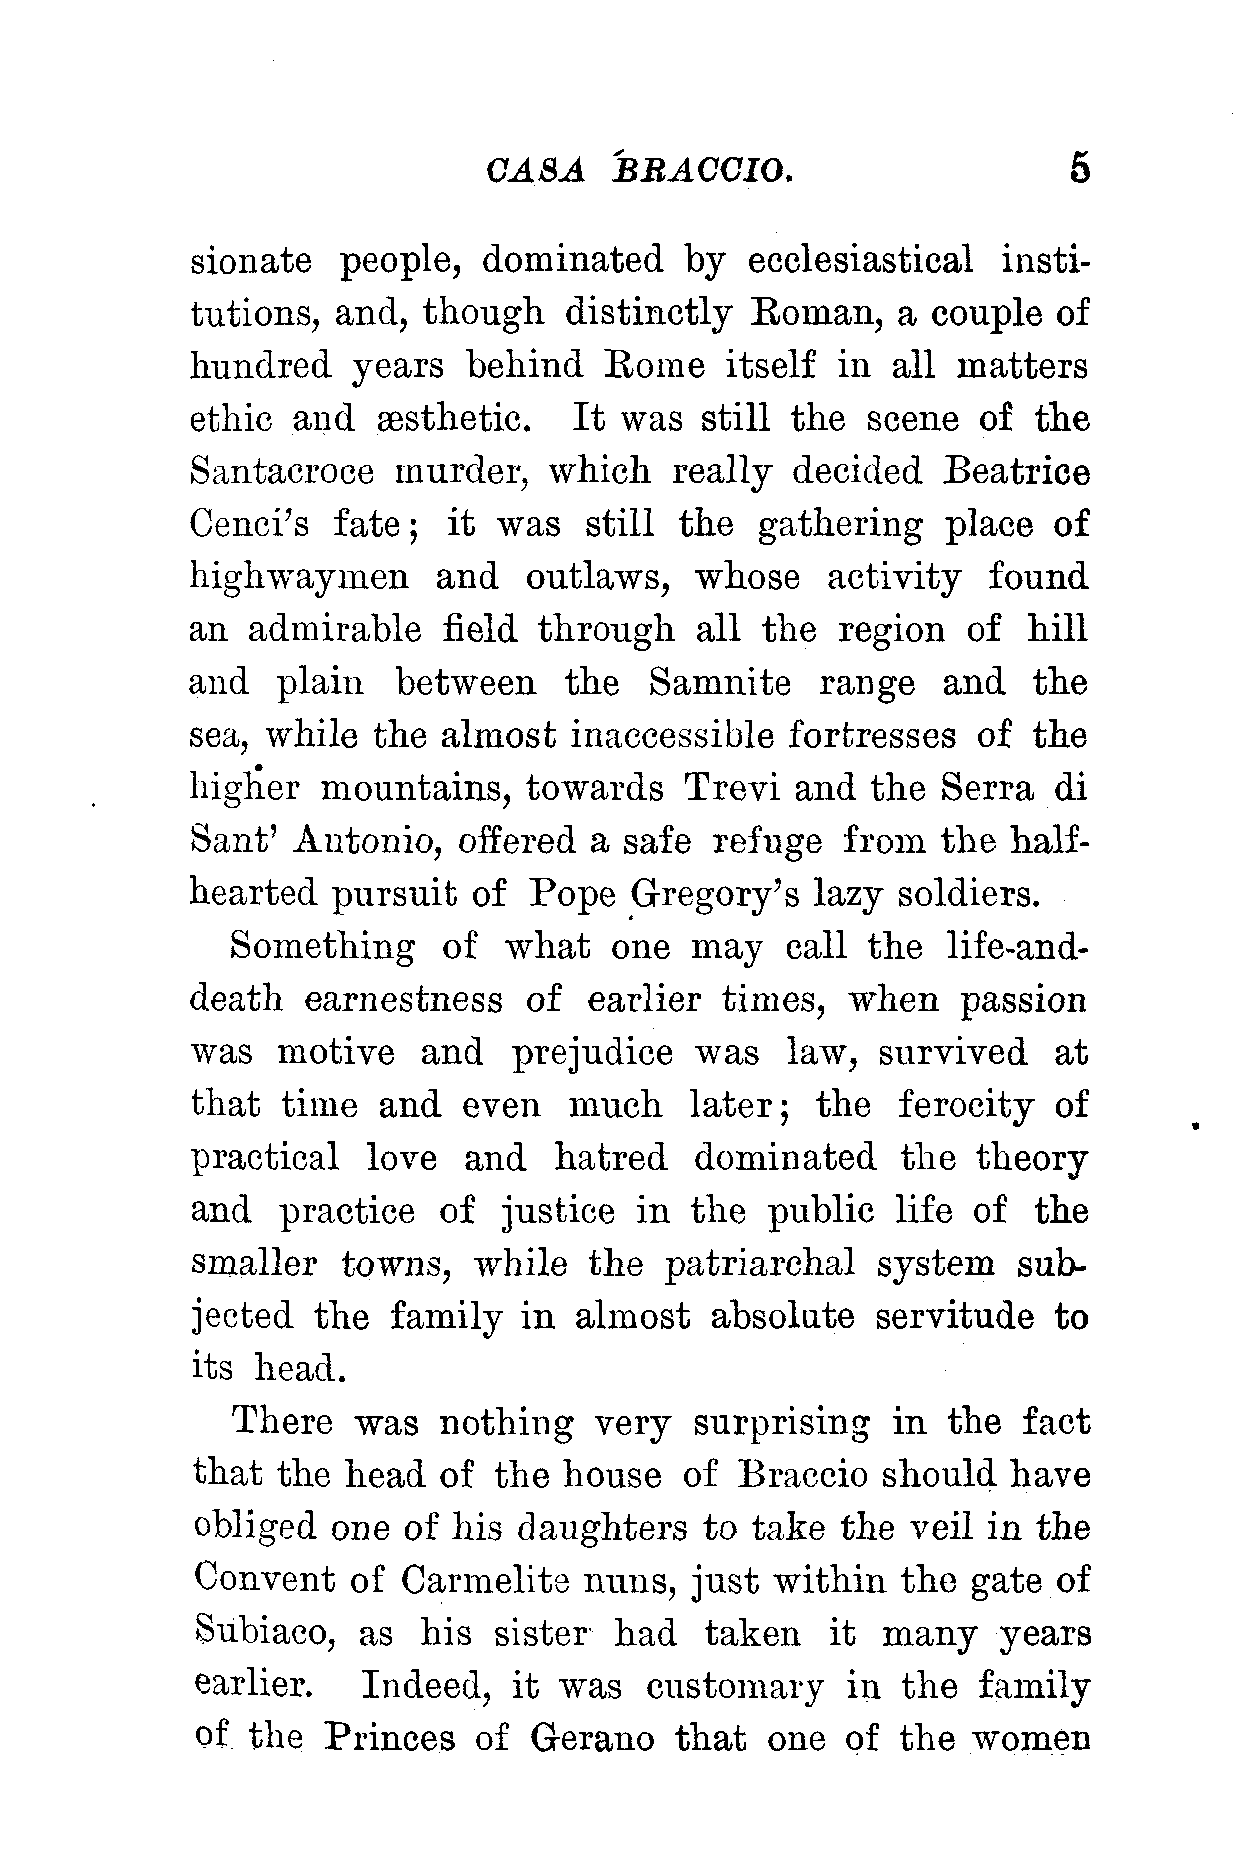 CASA BRACCIO. 5
sionate people, dominated by ecclesiastical insti-
tutions, and, though distinctly Roman, a couple of
hundred years behind Rome itself in all matters
ethic and æsthetic. It was still the scene of the
Santacroce murder, which really decided Beatrice
Cenci's fate; it was still the gathering place of
highwaymen and outlaws, whose activity found
an admirable field through all the region of hill
and plain between the Samnite range and the
sea, while the almost inaccessible fortresses of the
higher mountains, towards Trevi and the Serra di
Sant' Antonio, offered a safe refuge from the half-
hearted pursuit of Pope Gregory's lazy soldiers.
Something of what one may call the life-and-
death earnestness of earlier times, when passion
was motive and prejudice was law, survived at
that time and even much later; the ferocity of
practical love and hatred dominated the theory
and practice of justice in the public life of the
smaller towns, while the patriarchal system sub-
jected the family in almost absolute servitude to
its head.
There was nothing very surprising in the fact
that the head of the house of Braccio should have
obliged one of his daughters to take the veil in the
Convent of Carmelite nuns, just within the gate of
Subiaco, as his sister had taken it many years
earlier. Indeed, it was customary in the family
of the Princes of Gerano that one of the women